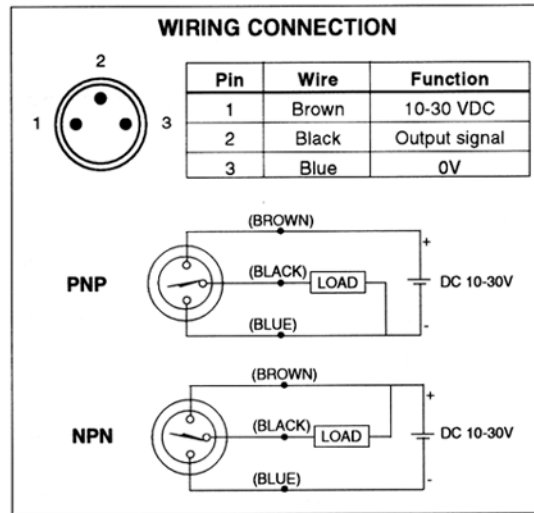 WIRING CONNECTION
2
1
3
Pin Wire Function
1 Brown 10-30 VDC
2 Black Output signal
3 Blue 0V
(BROWN)
+
PNP
(BLACK)
LOAD
DC 10-30V
(BLUE)
-
(BROWN)
+
NPN
(BLACK)
LOAD
DC 10-30V
(BLUE)
-